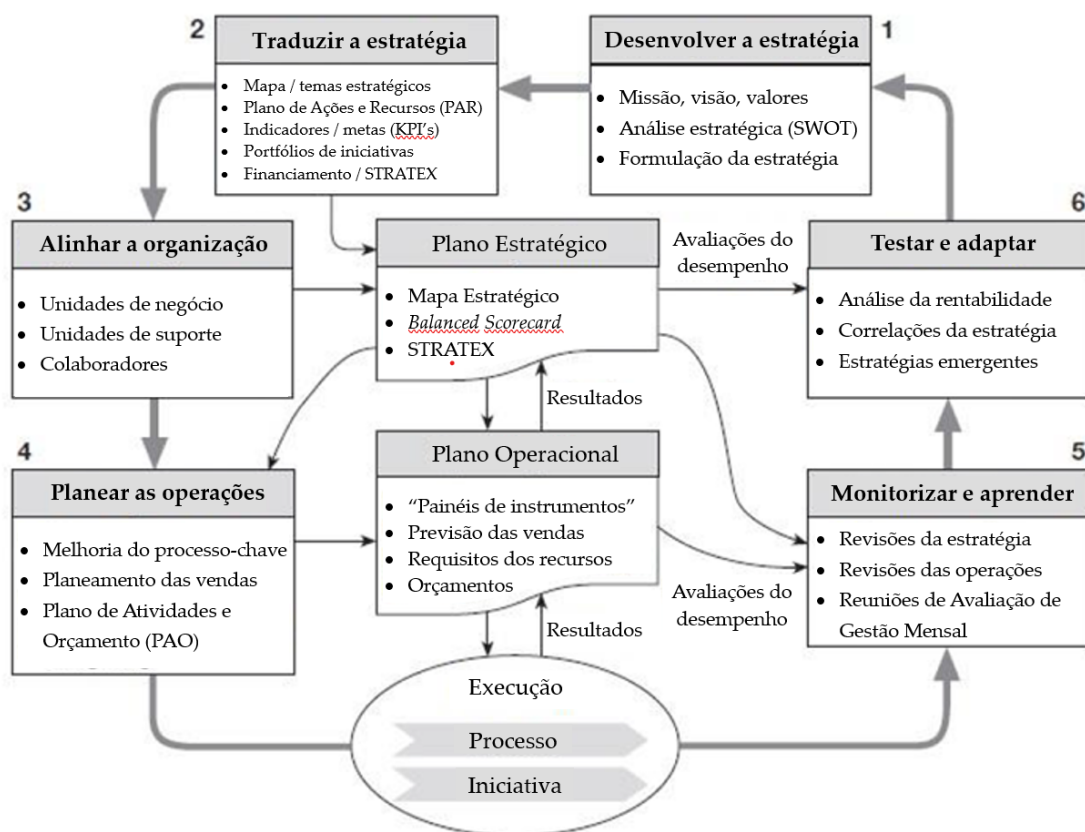 2
Traduzir a estratégia
• Mapa / temas estratégicos
• Plano de Ações e Recursos (PAR)
• Indicadores / metas (KPI's)
• Portfólios de iniciativas
• Financiamento / STRATEX
1
Desenvolver a estratégia
• Missão, visão, valores
• Análise estratégica (SWOT)
• Formulação da estratégia
3
Alinhar a organização
• Unidades de negócio
• Unidades de suporte
• Colaboradores
Plano Estratégico
• Mapa Estratégico
• Balanced Scorecard
• STRATEX
Avaliações do
desempenho
6
Testar e adaptar
• Análise da rentabilidade
• Correlações da estratégia
• Estratégias emergentes
Resultados
4
Planear as operações
• Melhoria do processo-chave
• Planeamento das vendas
• Plano de Atividades e
Orçamento (PAO)
Plano Operacional
• “Painéis de instrumentos”
• Previsão das vendas
• Requisitos dos recursos
• Orçamentos
Avaliações do
desempenho
5
Monitorizar e aprender
• Revisões da estratégia
• Revisões das operações
• Reuniões de Avaliação de
Gestão Mensal
Resultados
Execução
Processo
Iniciativa